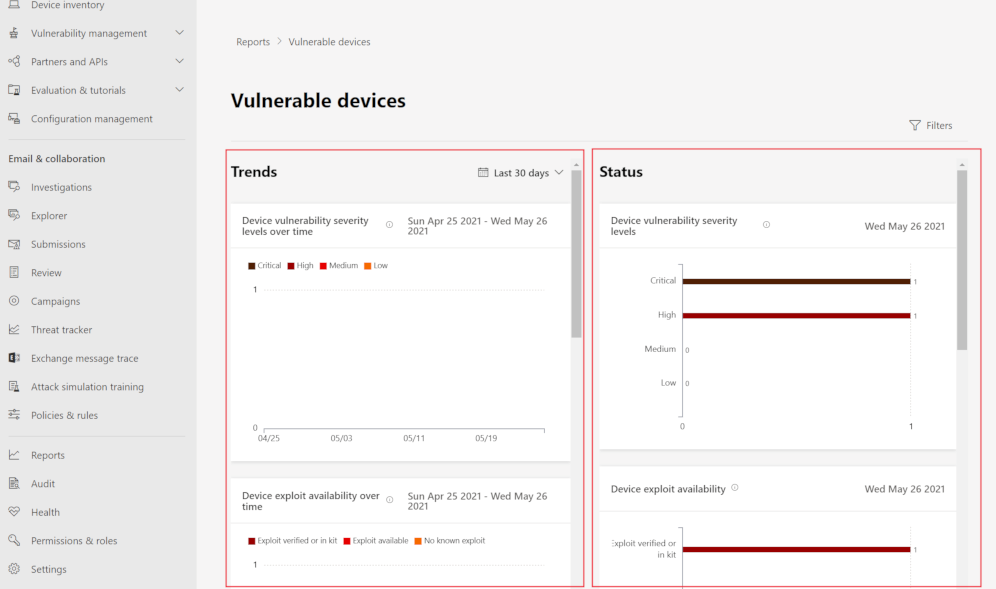 Device inventory
Vulnerability management
Partners and APIs
Evaluation & tutorials
Configuration management
Email & collaboration
Investigations
Explorer
Submissions
Review
Campaigns
Threat tracker
Exchange message trace
Attack simulation training
Policies & rules
Reports
Audit
Health
Permissions & roles
Settings
Reports > Vulnerable devices
Vulnerable devices
Filters
Trends
Last 30 days
Device vulnerability severity
levels over time
Sun Apr 25 2021 - Wed May 26
2021
Critical High Medium Low
1
0
04/25 05/03 05/11 05/19
Device exploit availability over
time
Sun Apr 25 2021 - Wed May 26
2021
Exploit verified or in kit Exploit available No known exploit
1
Status
Device vulnerability severity
levels
Wed May 26 2021
Critical 1
High 1
Medium 0
Low 0
0 1
Device exploit availability
Wed May 26 2021
Exploit verified or
in kit
1